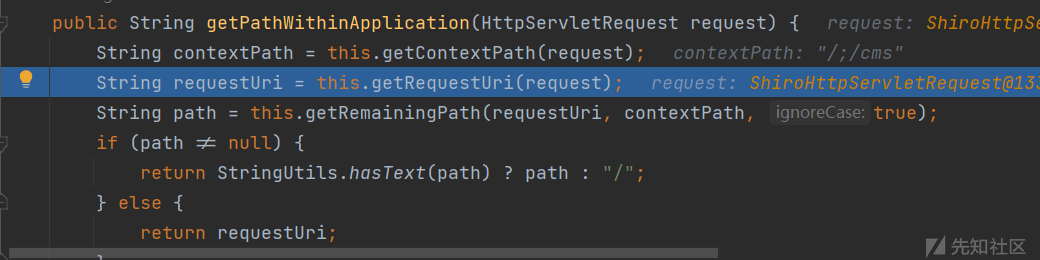 public String getPathWithinApplication(HttpServletRequest request) { request: ShiroHttpSe
String contextPath = this.getContextPath(request); contextPath: "/;/cms"
String requestUri = this.getRequestUri(request); request: ShiroHttpServletRequest@133
String path = this.getRemainingPath(requestUri, contextPath, ignoreCase: true);
if (path ≠ null) {
return StringUtils.hasText(path) ? path : "/";
} else {
return requestUri;
先知社区